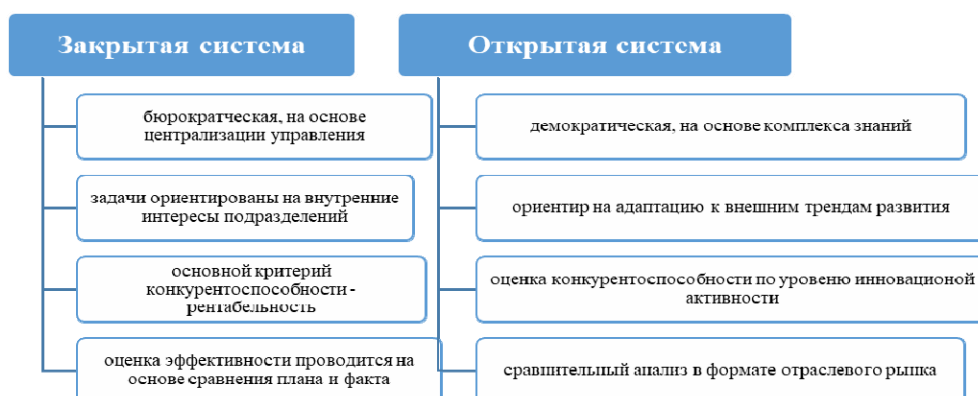 Закрытая система
бюрократческая, на основе
централизации управления
задачи ориентированы на внутренние
интересы подразделений
основной критерий
конкурентоспособности -
рентабельность
оценка эффективности проводится на
основе сравнения плана и факта
Открытая система
демократическая, на основе комплекса знаний
ориентир на адаптацию к внешним трендам развития
оценка конкурентоспособности по уровеню инновационой
активности
сравнительный анализ в формате отраслевого рынка